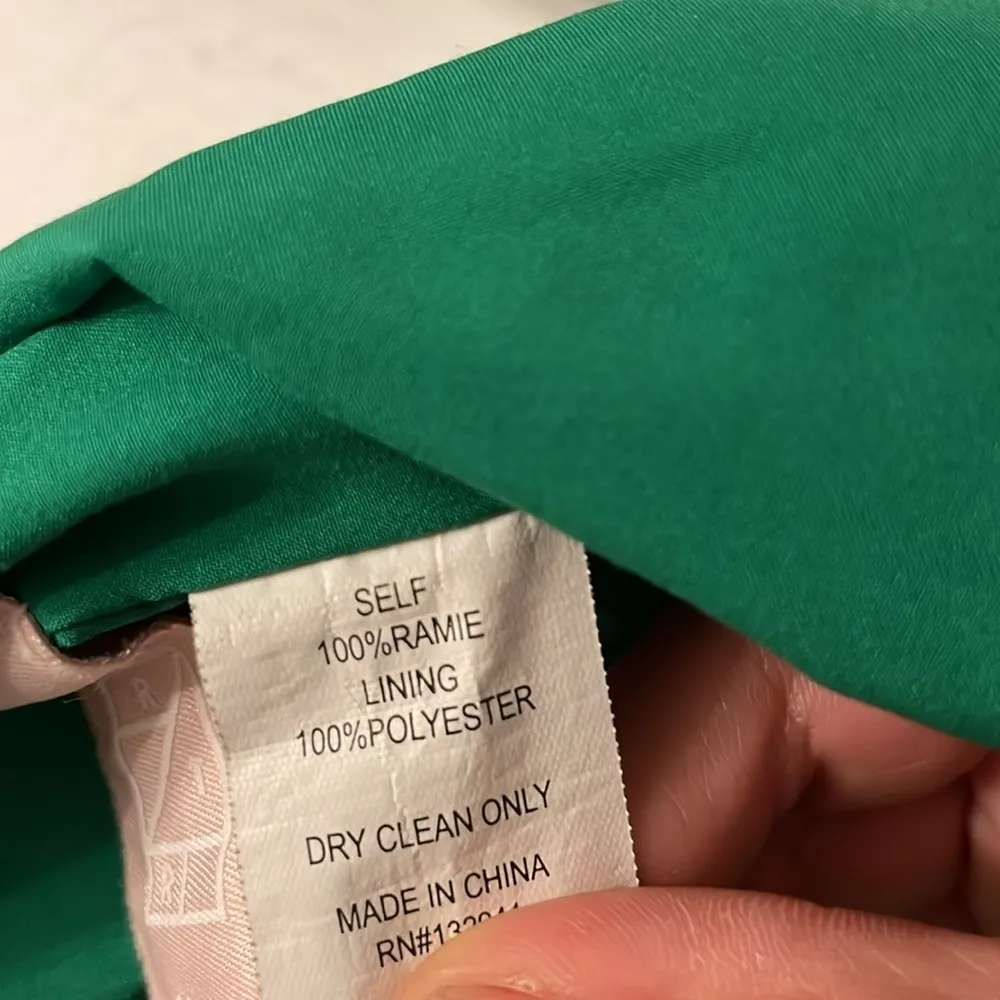 SELF
100%RAMIE
LINING
100%POLYESTER
DRY CLEAN ONLY
MADE IN CHINA